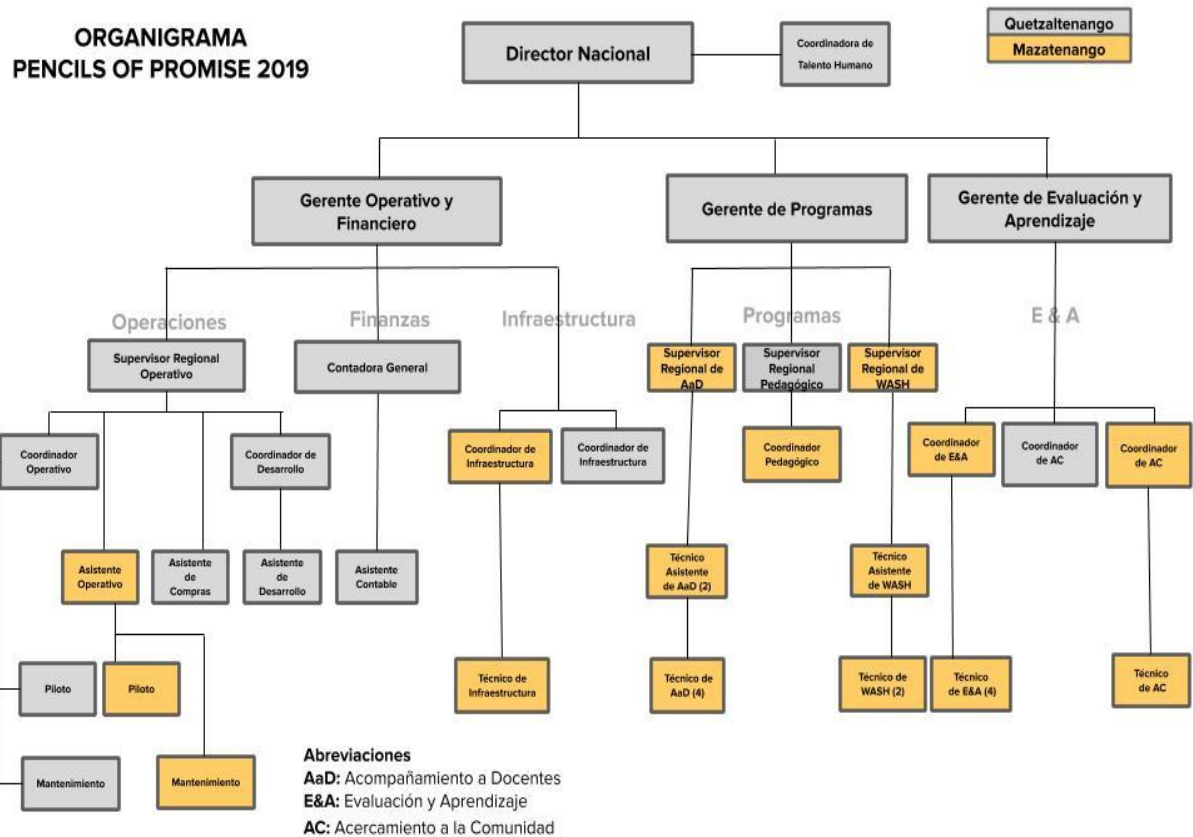 ORGANIGRAMA
PENCILS OF PROMISE 2019
Director Nacional
Coordinadora de
Talento Humano
Quetzaltenango
Mazatenango
Gerente Operativo y
Financiero
Gerente de Programas
Gerente de Evaluación y
Aprendizaje
Operaciones
Finanzas
Infraestructura
Programas
E & A
Supervisor Regional
Operativo
Contadora General
Supervisor
Regional de
AaD
Supervisor
Regional
Pedagógico
Supervisor
Regional de
WASH
Coordinador
Operativo
Coordinador de
Desarrollo
Coordinador de
Infraestructura
Coordinador de
Infraestructura
Coordinador
Pedagógico
Coordinador
de E&A
Coordinador
de AC
Coordinador
de AC
Asistente
Operativo
Asistente
de
Compras
Asistente
de
Desarrollo
Asistente
Contable
Técnico
Asistente
de AaD (2)
Técnico
Asistente
de WASH
Piloto
Piloto
Técnico de
Infraestructura
Técnico de
AaD (4)
Técnico de
WASH (2)
Técnico
de E&A (4)
Técnico
de AC
Mantenimiento
Mantenimiento
Abreviaciones
AaD: Acompañamiento a Docentes
E&A: Evaluación y Aprendizaje
AC: Acercamiento a la Comunidad